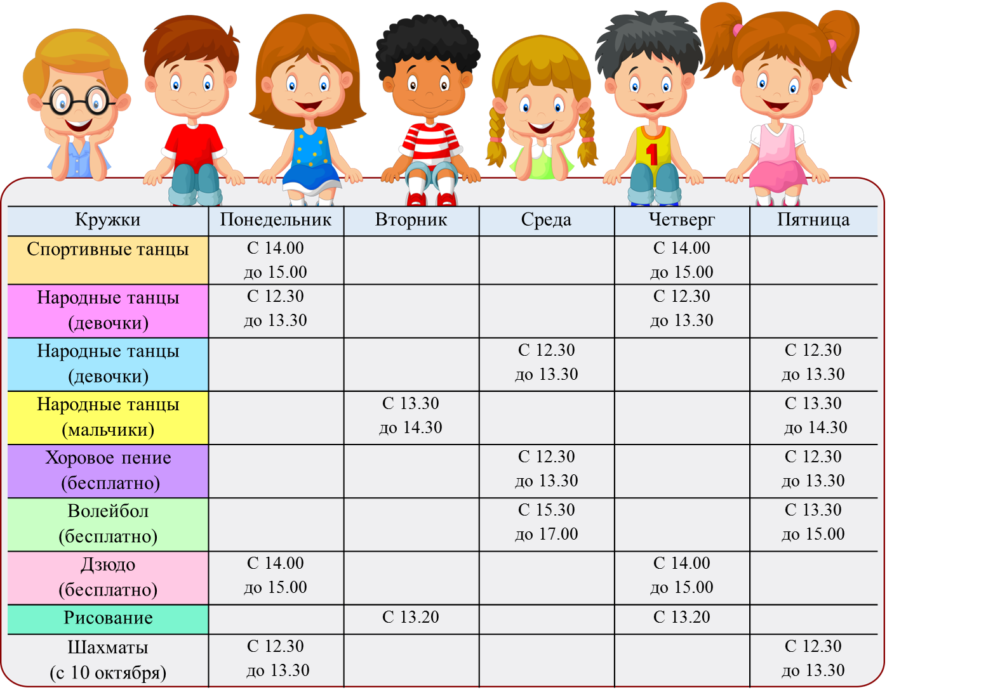 1
Кружки Понедельник Вторник Среда Четверг Пятница
Спортивные танцы С 14.00 С 14.00
до 15.00 до 15.00
Народные танцы С 12.30 С 12.30
(девочки) до 13.30 до 13.30
Народные танцы С 12.30 С 12.30
(девочки) до 13.30 до 13.30
Народные танцы С 13.30 С 13.30
(мальчики) до 14.30 до 14.30
Хоровое пение С 12.30 С 12.30
(бесплатно) до 13.30 до 13.30
Волейбол С 15.30 С 13.30
(бесплатно) до 17.00 до 15.00
Дзюдо С 14.00 С 14.00
(бесплатно) до 15.00 до 15.00
Рисование С 13.20 С 13.20
Шахматы С 12.30 С 12.30
(с 10 октября) до 13.30 до 13.30